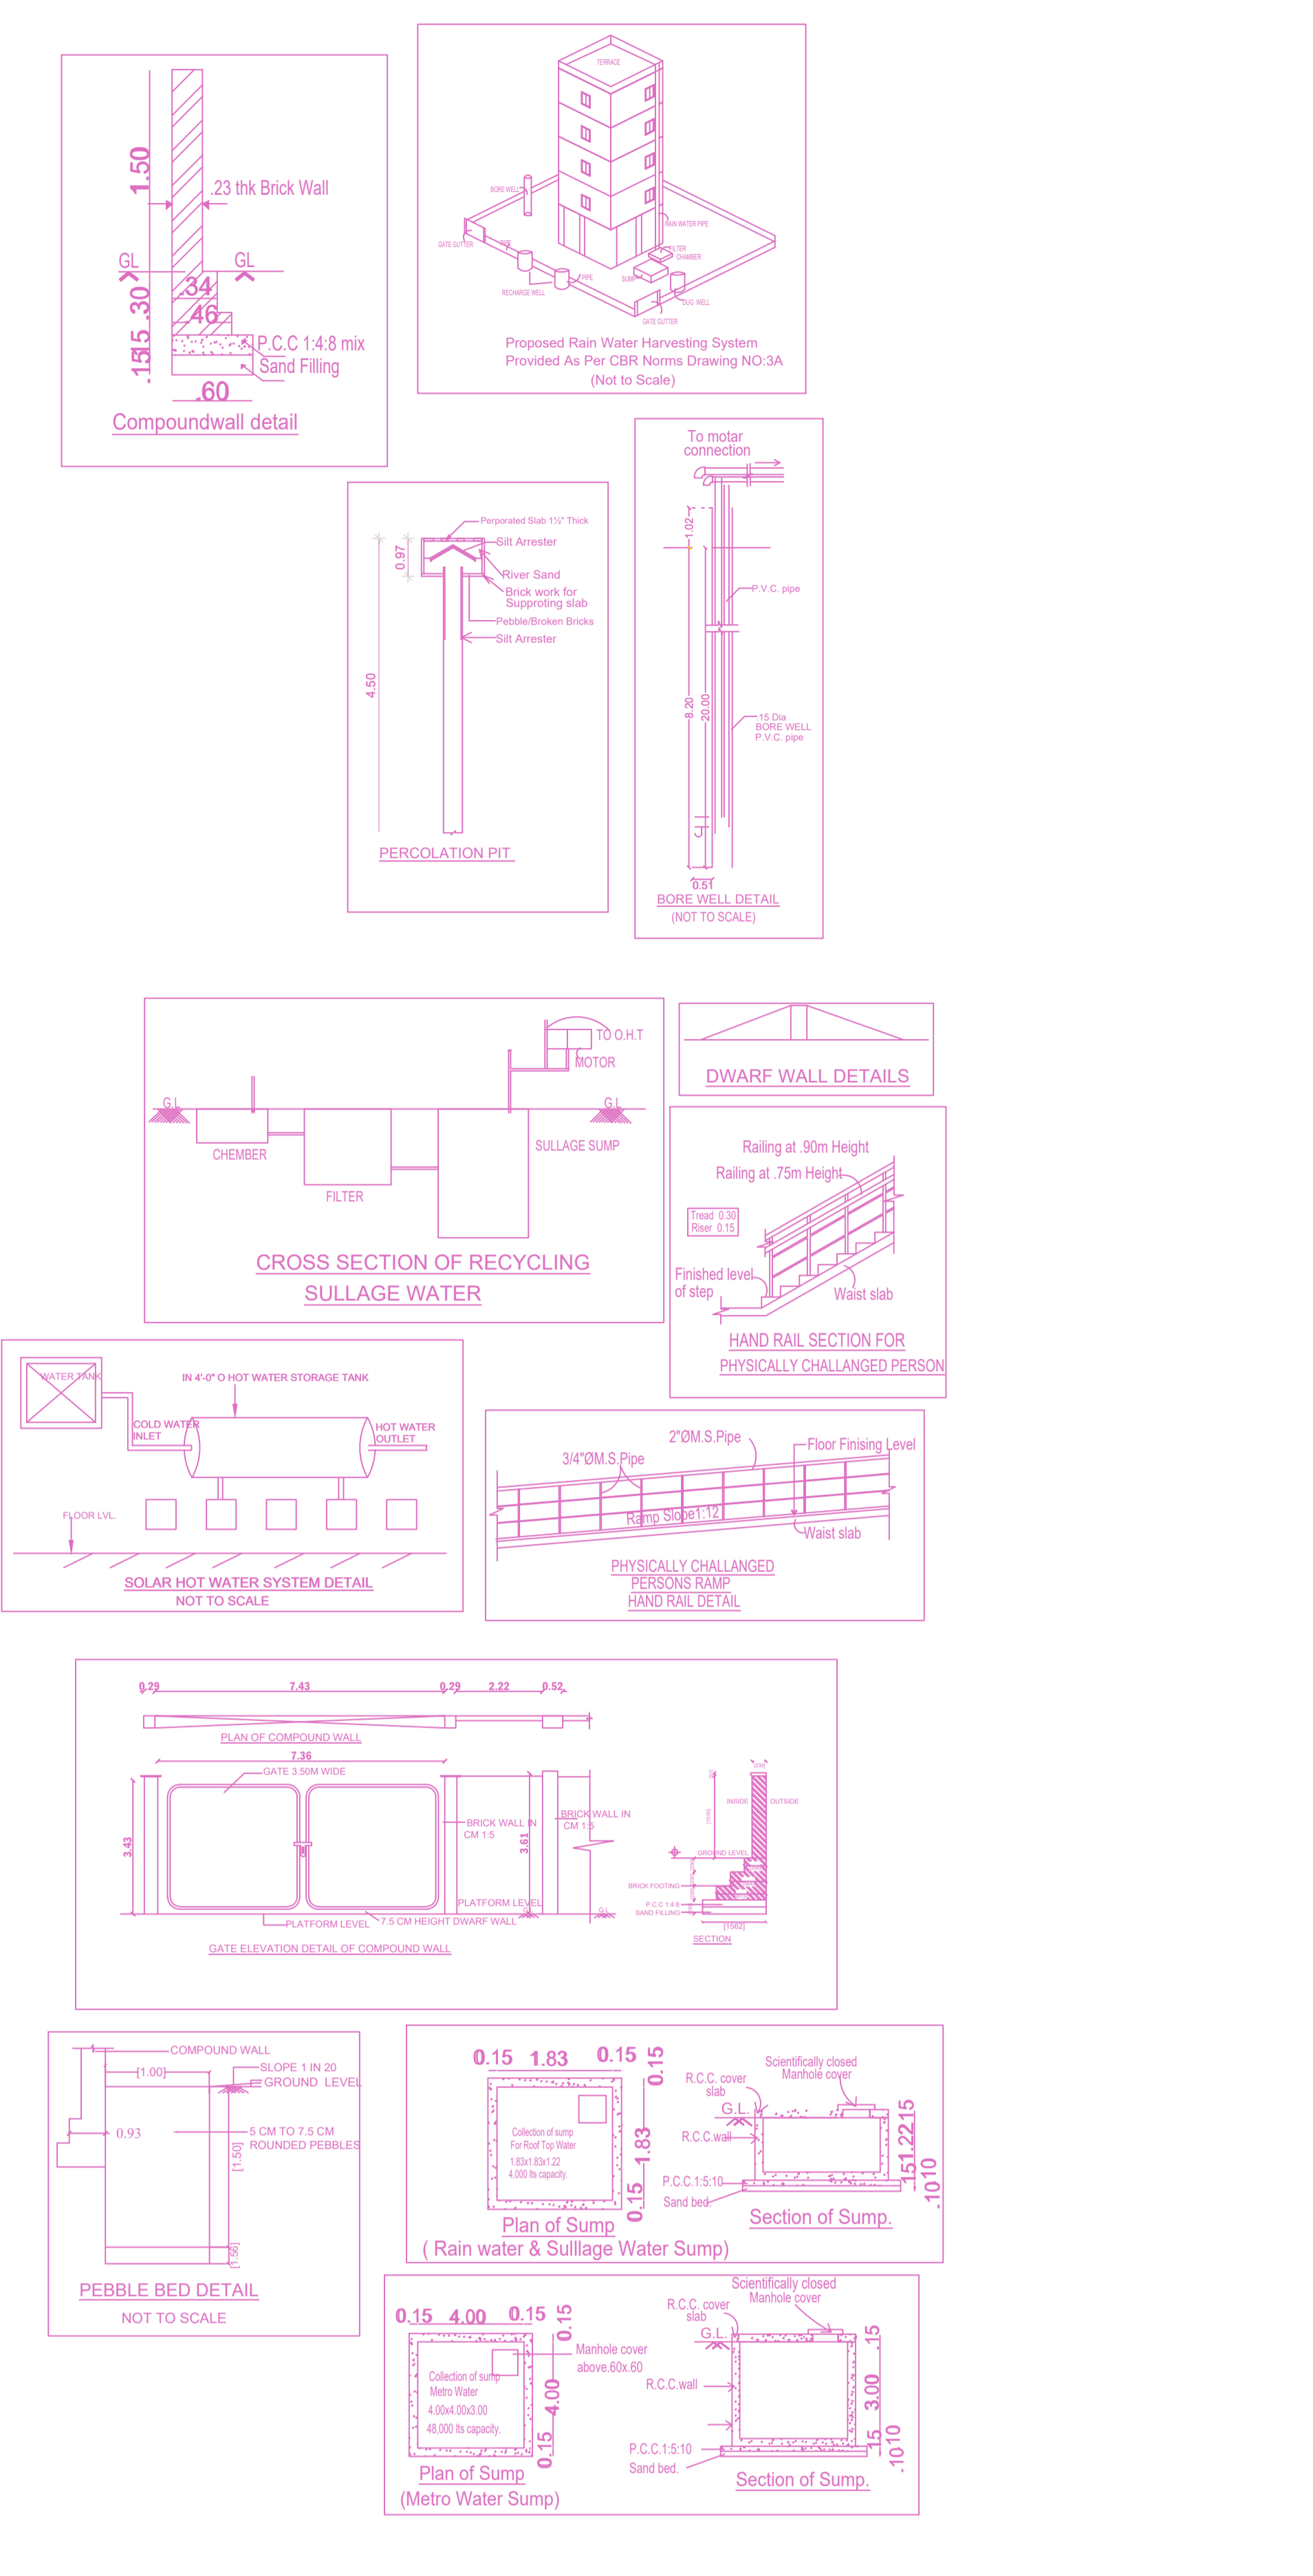 1.50
.23 thk Brick Wall
GL
GL
.34
.30
.46
.15
.15
P.C.C 1:4:8 mix
Sand Filling
.60
Compoundwall detail
TERRACE
BORE WELL
RAIN WATER PIPE
GATE GUTTER
PIPE
FILTER
CHAMBER
PIPE
SUMP
RECHARGE WELL
DUG WELL
GATE GUTTER
Proposed Rain Water Harvesting System
Provided As Per CBR Norms Drawing NO:3A
(Not to Scale)
Perporated Slab 1½" Thick
Silt Arrester
0.97
River Sand
Brick work for
Supproting slab
Pebble/Broken Bricks
Silt Arrester
4.50
PERCOLATION PIT
To motar
connection
1.02
P.V.C. pipe
8.20
20.00
.15 Dia
BORE WELL
P.V.C. pipe
0.51
BORE WELL DETAIL
(NOT TO SCALE)
TO O.H.T
MOTOR
G.L
G.L
CHEMBER
SULLAGE SUMP
FILTER
CROSS SECTION OF RECYCLING
SULLAGE WATER
DWARF WALL DETAILS
Railing at .90m Height
Railing at .75m Height
Tread 0.30
Riser 0.15
Finished level
of step
Waist slab
HAND RAIL SECTION FOR
PHYSICALLY CHALLANGED PERSON
WATER TANK
IN 4'-0" O HOT WATER STORAGE TANK
COLD WATER
INLET
HOT WATER
OUTLET
FLOOR LVL.
SOLAR HOT WATER SYSTEM DETAIL
NOT TO SCALE
2"ØM.S.Pipe
Floor Finising Level
3/4"ØM.S.Pipe
Ramp Slope1:12
Waist slab
PHYSICALLY CHALLANGED
PERSONS RAMP
HAND RAIL DETAIL
0.29
7.43
0.29
2.22
0.52
PLAN OF COMPOUND WALL
7.36
GATE 3.50M WIDE
3.43
BRICK WALL IN
CM 1:5
3.61
BRICK WALL IN
CM 1:5
PLATFORM LEVEL
G.L
G.L
PLATFORM LEVEL
7.5 CM HEIGHT DWARF WALL
GATE ELEVATION DETAIL OF COMPOUND WALL
INSIDE
OUTSIDE
GROUND LEVEL
BRICK FOOTING
P.C.C 1:4:8
SAND FILLING
[1562]
SECTION
COMPOUND WALL
[1.00]
SLOPE 1 IN 20
GROUND LEVEL
0.93
5 CM TO 7.5 CM
ROUNDED PEBBLES
[1.50]
[1.56]
PEBBLE BED DETAIL
NOT TO SCALE
0.15
1.83
0.15
0.15
Collection of sump
For Roof Top Water
1.83x1.83x1.22
4,000 lts capacity.
1.83
0.15
Plan of Sump
( Rain water & Sulllage Water Sump)
Scientifically closed
Manhole cover
R.C.C. cover
slab
G.L.
R.C.C.wall
P.C.C.1:5:10
Sand bed.
.15
1.22
.15
.10
.10
Section of Sump.
0.15
4.00
0.15
0.15
Manhole cover
above.60x.60
Collection of sump
Metro Water
4.00x4.00x3.00
48,000 lts capacity.
4.00
0.15
Plan of Sump
(Metro Water Sump)
Scientifically closed
Manhole cover
R.C.C. cover
slab
G.L.
R.C.C.wall
P.C.C.1:5:10
Sand bed.
.15
3.00
.15
.10
.10
Section of Sump.